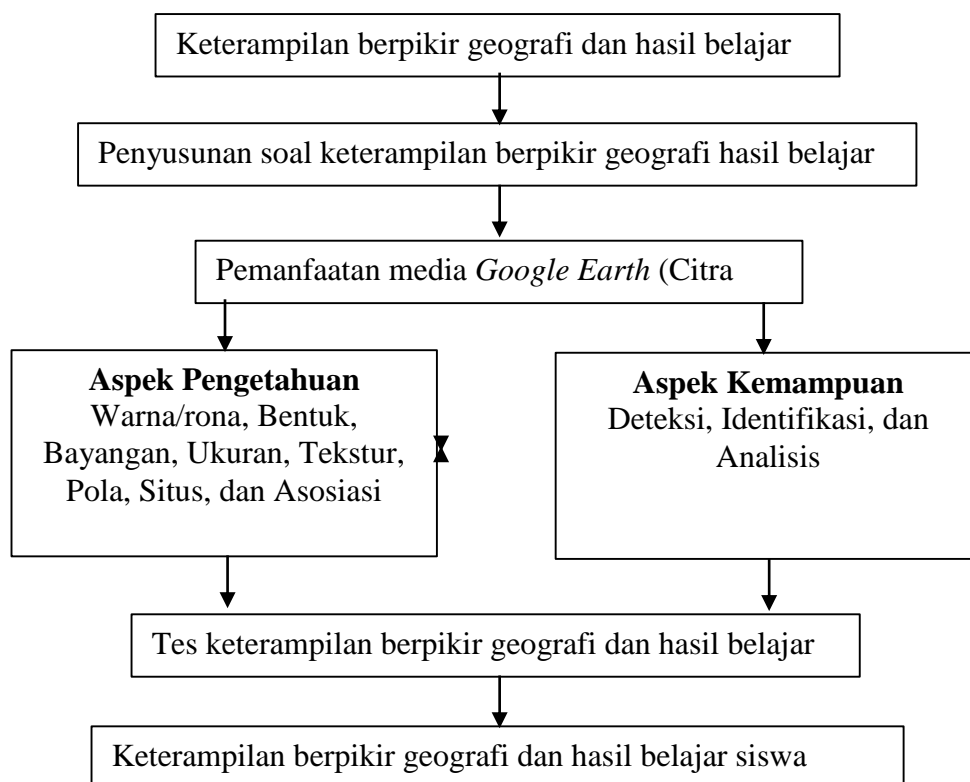 Keterampilan berpikir geografi dan hasil belajar
Penyusunan soal keterampilan berpikir geografi hasil belajar
Pemanfaatan media Google Earth (Citra
Aspek Pengetahuan
Warna/rona, Bentuk,
Bayangan, Ukuran, Tekstur,
Pola, Situs, dan Asosiasi
Aspek Kemampuan
Deteksi, Identifikasi, dan
Analisis
Tes keterampilan berpikir geografi dan hasil belajar
Keterampilan berpikir geografi dan hasil belajar siswa